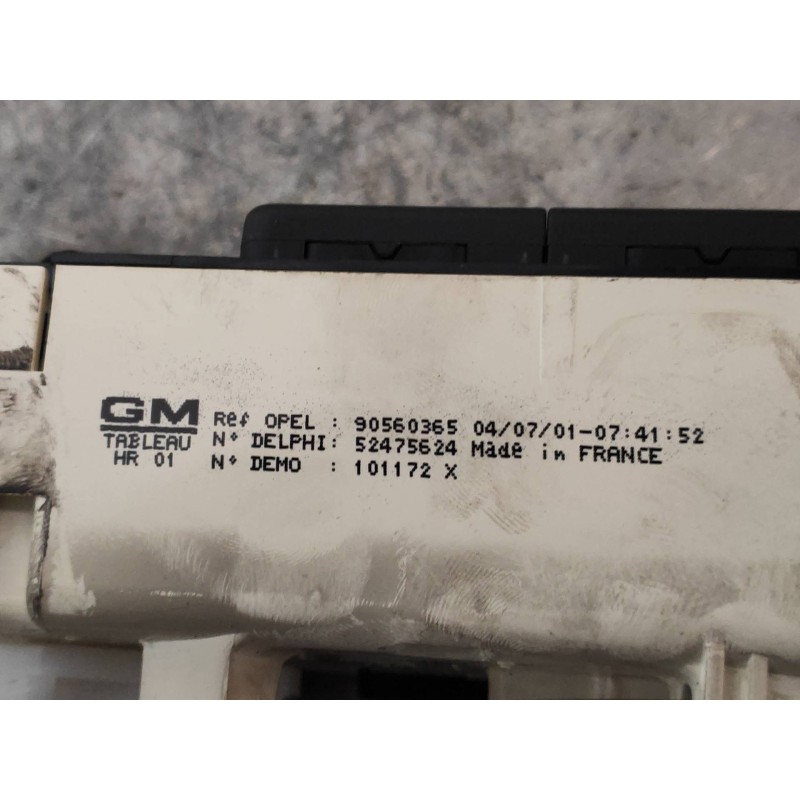 GM Ref OPEL : 90560365 04/07/01-07:41:52
TABLEAU N° DELPHI: 52475624 Made in FRANCE
HR 01 N° DEMO : 101172 X